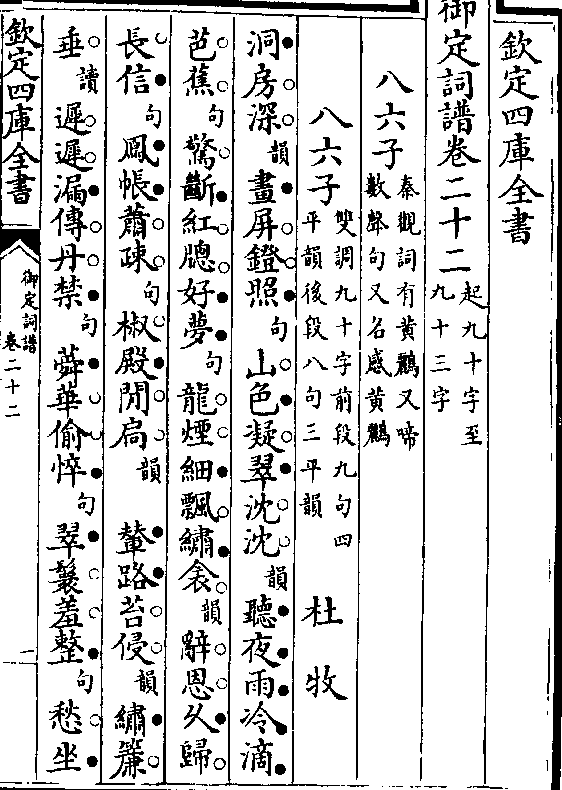 欽定四庫全書
御定詞譜卷二十二
起九十字至
九十三字
八六子
秦觀詞有黃鸝又啼
數聲句又名感黃鸝
八六子
雙調九十字前段九句四
平韻後段八句三平韻
杜牧
洞房深韻畫屏鐙照句山色凝翠沈沈韻聽夜雨冷滴
芭蕉句驚斷紅牕好夢句龍煙細飄繡衾韻辭恩久歸
長信句鳳帳蕭疎句椒殿閒扃韻輦路苔侵韻繡簾
垂讀遲遲漏傳丹禁句蕣華偷悴句翠鬟羞整句愁坐
欽定四庫全書
御定詞譜
卷二十二
一